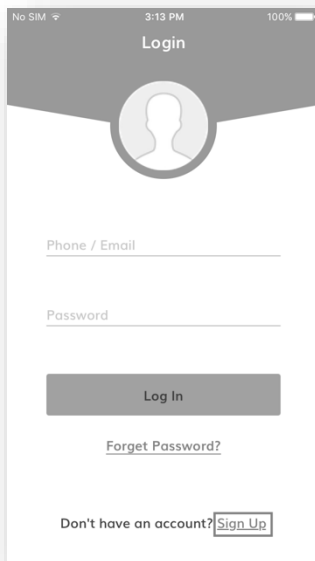 No SIM 3:13 PM 100%
Login
Phone / Email
Password
Log In
Forget Password?
Don't have an account? Sign Up